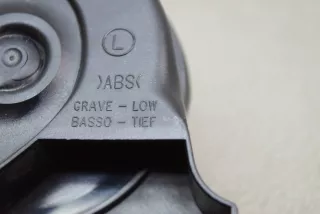 L
>ABS<
GRAVE - LOW
BASSO - TIEF